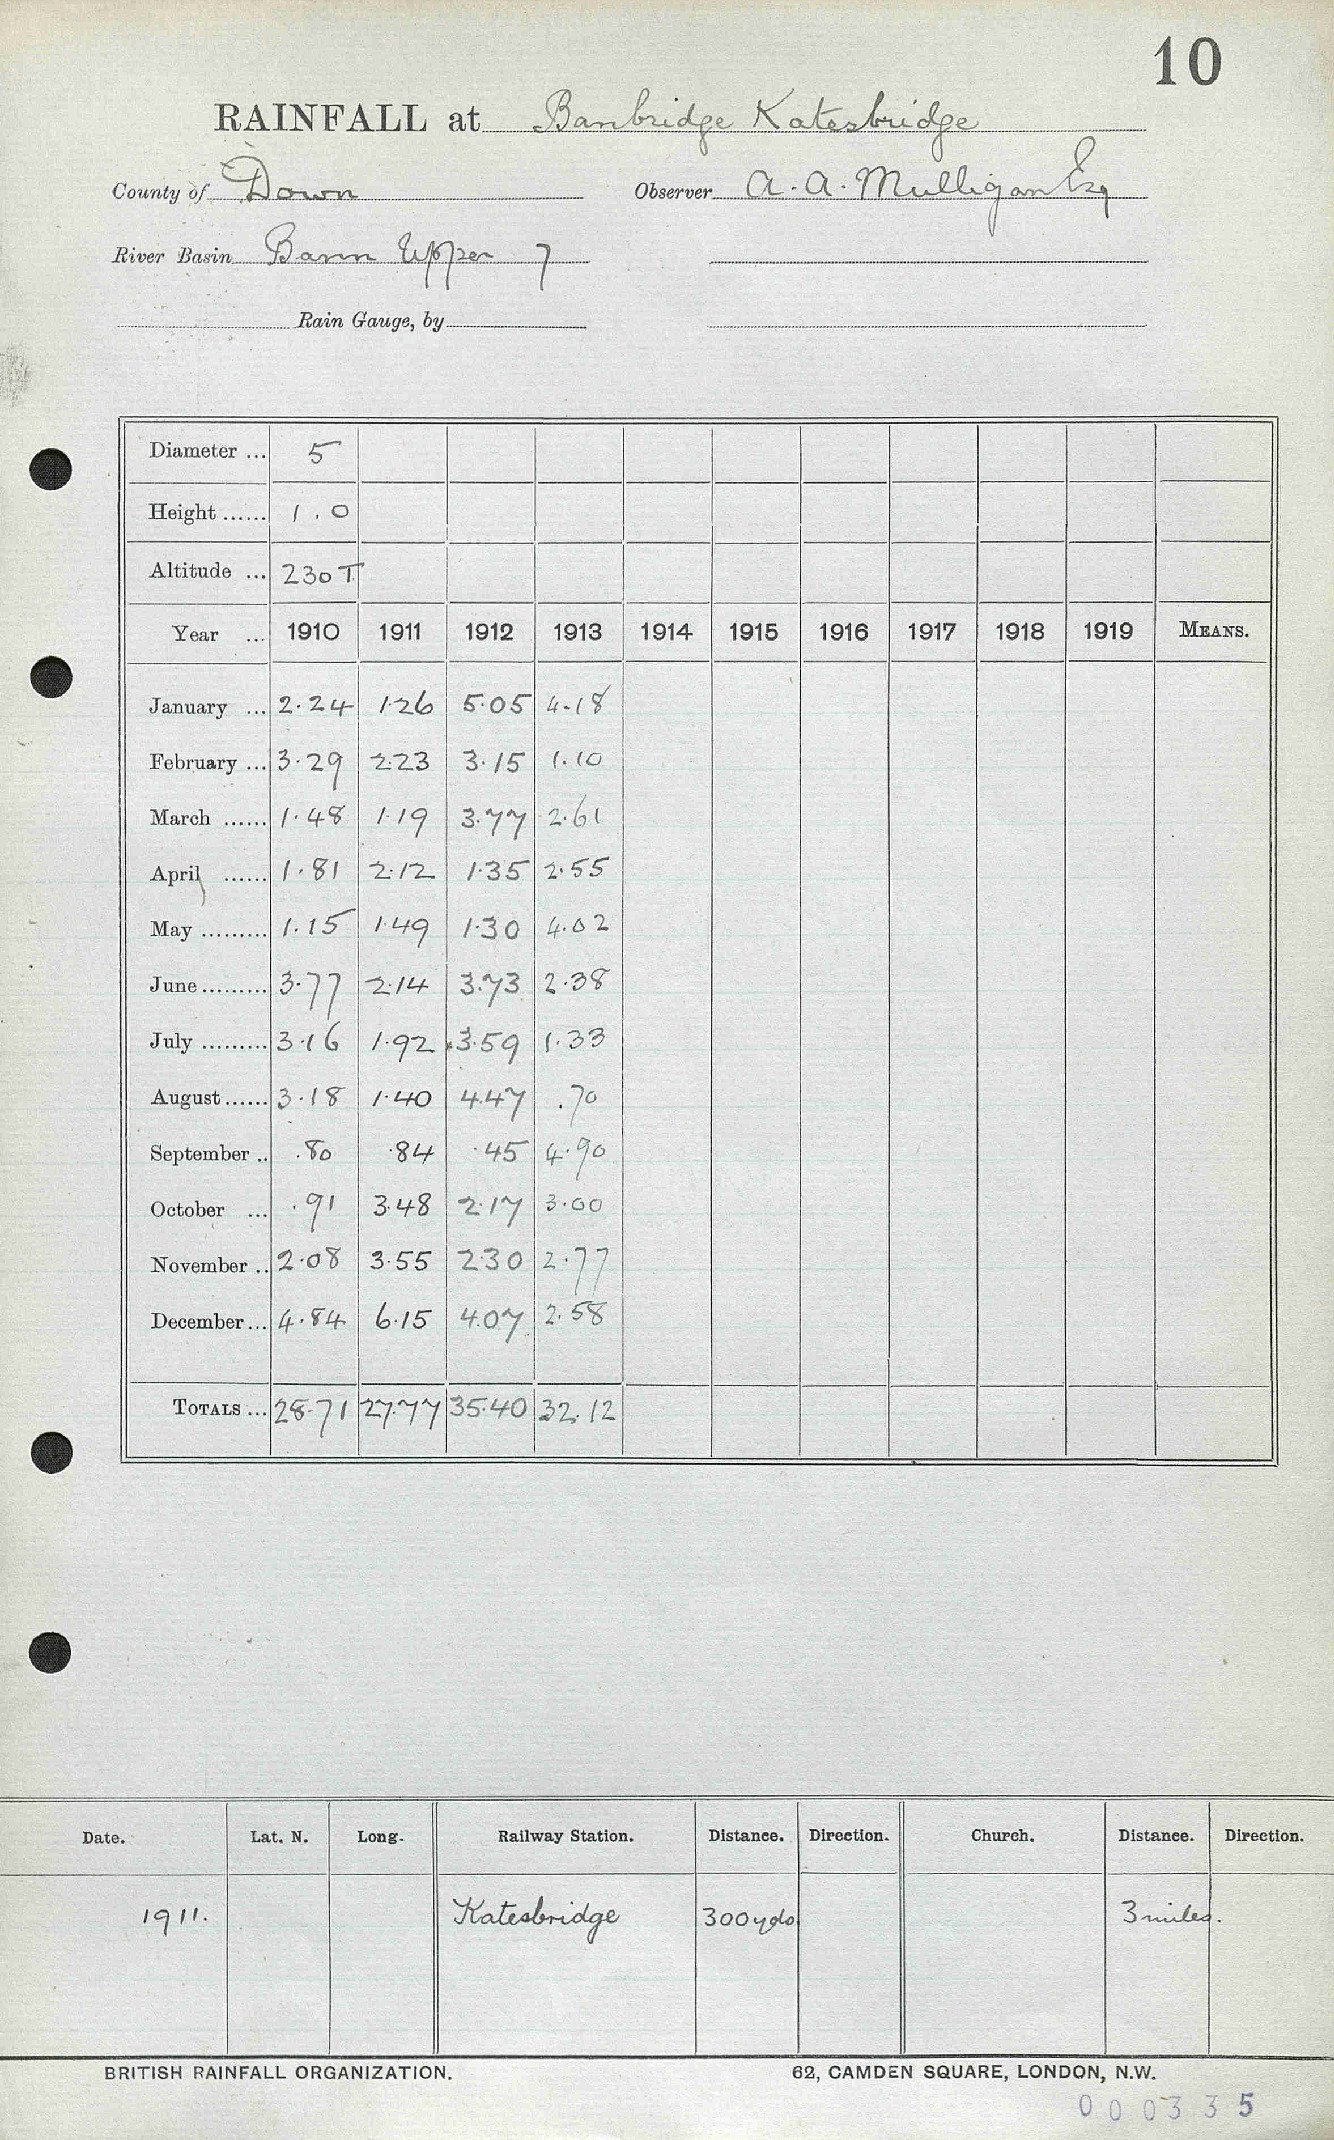 10
RAINFALL at Banbridge Katesbridge
County of Down Observer A. A. Mulligan Esq
River Basin Bann Upper 7
Rain Gauge, by
Diameter ... 5
Height ...... 1.0
Altitude ... 230 T
Year ... 1910 1911 1912 1913 1914 1915 1916 1917 1918 1919 MEANS.
January ... 2.24 1.26 5.05 4.18
February ... 3.29 2.23 3.15 1.10
March ...... 1.48 1.19 3.77 2.61
April ...... 1.81 2.12 1.35 2.55
May ......... 1.15 1.49 1.30 4.02
June ......... 3.77 2.14 3.73 2.38
July ......... 3.16 1.92 3.59 1.33
August ...... 3.18 1.40 4.47 .70
September .. .80 .84 .45 4.90
October ... .91 3.48 2.17 3.00
November .. 2.08 3.55 2.30 2.77
December ... 4.84 6.15 4.07 2.58
TOTALS ... 28.71 27.77 35.40 32.12
Date. Lat. N. Long. Railway Station. Distance. Direction. Church. Distance. Direction.
1911. Katesbridge 300 yds 3 miles.
BRITISH RAINFALL ORGANIZATION. 62, CAMDEN SQUARE, LONDON, N.W.
000335